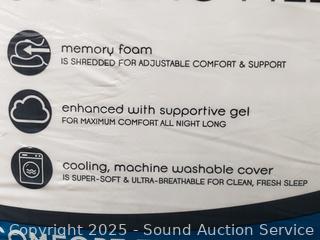 memory foam
IS SHREDDED FOR ADJUSTABLE COMFORT & SUPPORT
enhanced with supportive gel
FOR MAXIMUM COMFORT ALL NIGHT LONG
cooling, machine washable cover
IS SUPER-SOFT & ULTRA-BREATHABLE FOR CLEAN, FRESH SLEEP
Copyright 2025 - Sound Auction Service